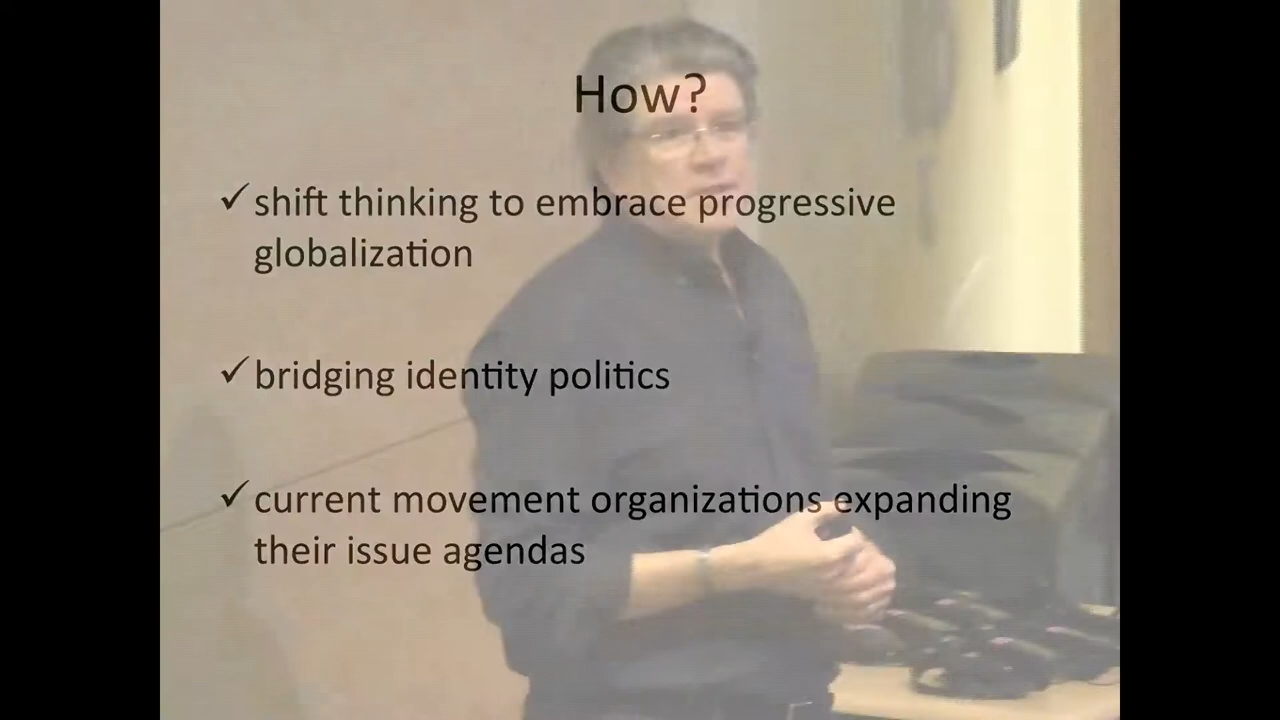 How?
✓ shift thinking to embrace progressive
globalization
✓ bridging identity politics
✓ current movement organizations expanding
their issue agendas